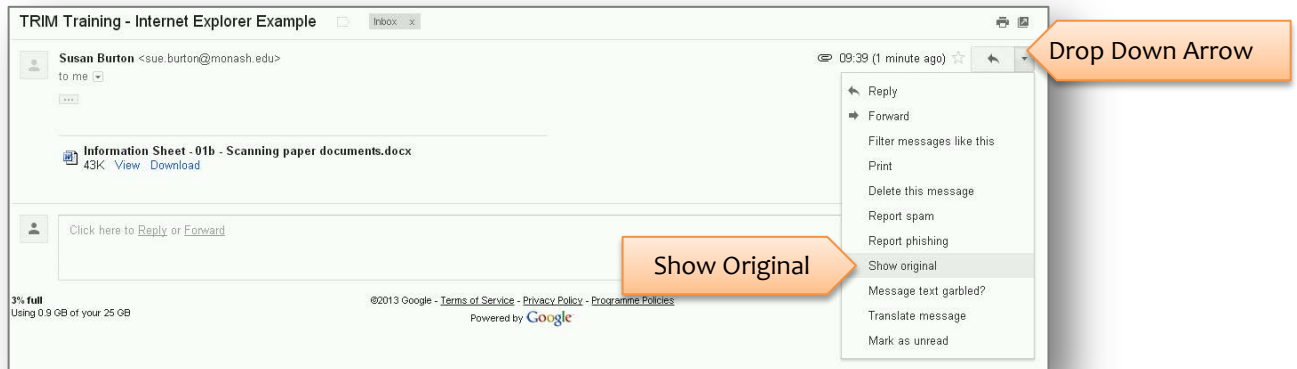 TRIM Training - Internet Explorer Example Inbox x
Drop Down Arrow
Susan Burton <sue.burton@monash.edu> 09:39 (1 minute ago)
to me
...
Information Sheet - 01b - Scanning paper documents.docx
43K View Download
Reply
Forward
Filter messages like this
Print
Delete this message
Report spam
Report phishing
Show original
Message text garbled?
Translate message
Mark as unread
Click here to Reply or Forward
Show Original
3% full
Using 0.9 GB of your 25 GB
©2013 Google - Terms of Service - Privacy Policy - Programme Policies
Powered by Google